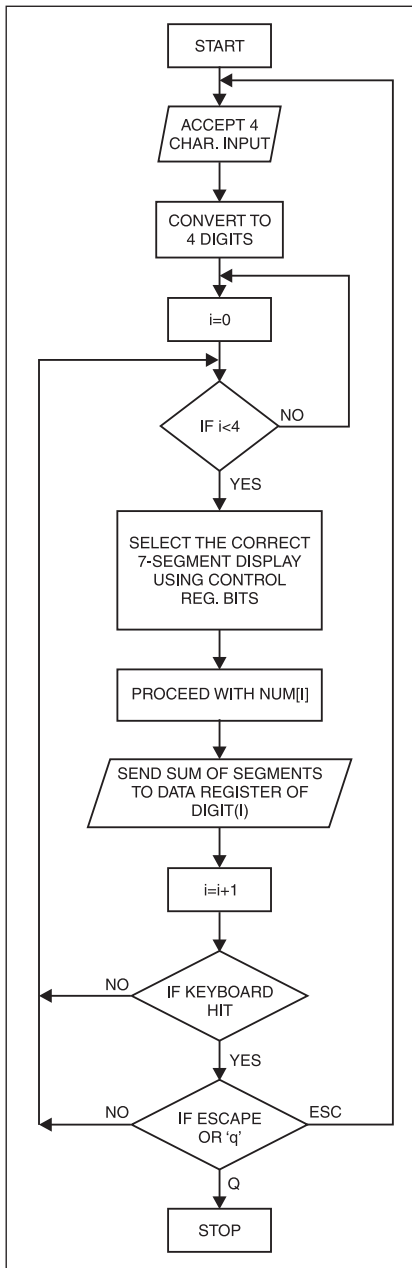 START
ACCEPT 4
CHAR. INPUT
CONVERT TO
4 DIGITS
i=0
IF i<4
NO
YES
SELECT THE CORRECT
7-SEGMENT DISPLAY
USING CONTROL
REG. BITS
PROCEED WITH NUM[I]
SEND SUM OF SEGMENTS
TO DATA REGISTER OF
DIGIT(I)
i=i+1
NO
IF KEYBOARD
HIT
YES
NO
IF ESCAPE
OR ‘q’
ESC
Q
STOP